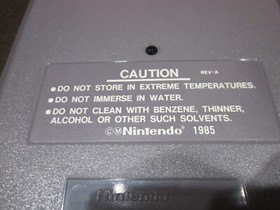 CAUTION
REV-A
•DO NOT STORE IN EXTREME TEMPERATURES.
•DO NOT IMMERSE IN WATER.
•DO NOT CLEAN WITH BENZENE, THINNER,
ALCOHOL OR OTHER SUCH SOLVENTS.
©ⓂNintendo 1985
Nintendo